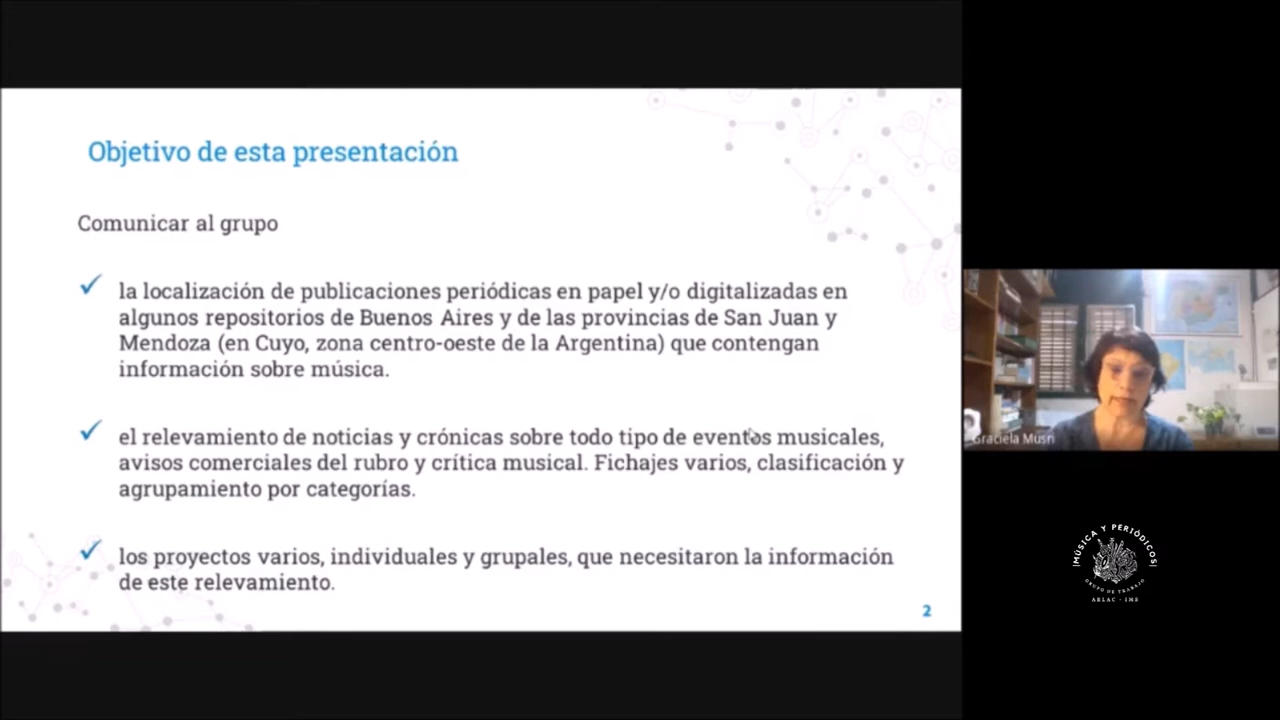 Objetivo de esta presentación
Comunicar al grupo
la localización de publicaciones periódicas en papel y/o digitalizadas en
algunos repositorios de Buenos Aires y de las provincias de San Juan y
Mendoza (en Cuyo, zona centro-oeste de la Argentina) que contengan
información sobre música.
el relevamiento de noticias y crónicas sobre todo tipo de eventos musicales,
avisos comerciales del rubro y crítica musical. Fichajes varios, clasificación y
agrupamiento por categorías.
los proyectos varios, individuales y grupales, que necesitaron la información
de este relevamiento.
2
Graciela Musri
MÚSICA Y PERIÓDICOS
GRUPO DE TRABAJO
ARLAC - IMS